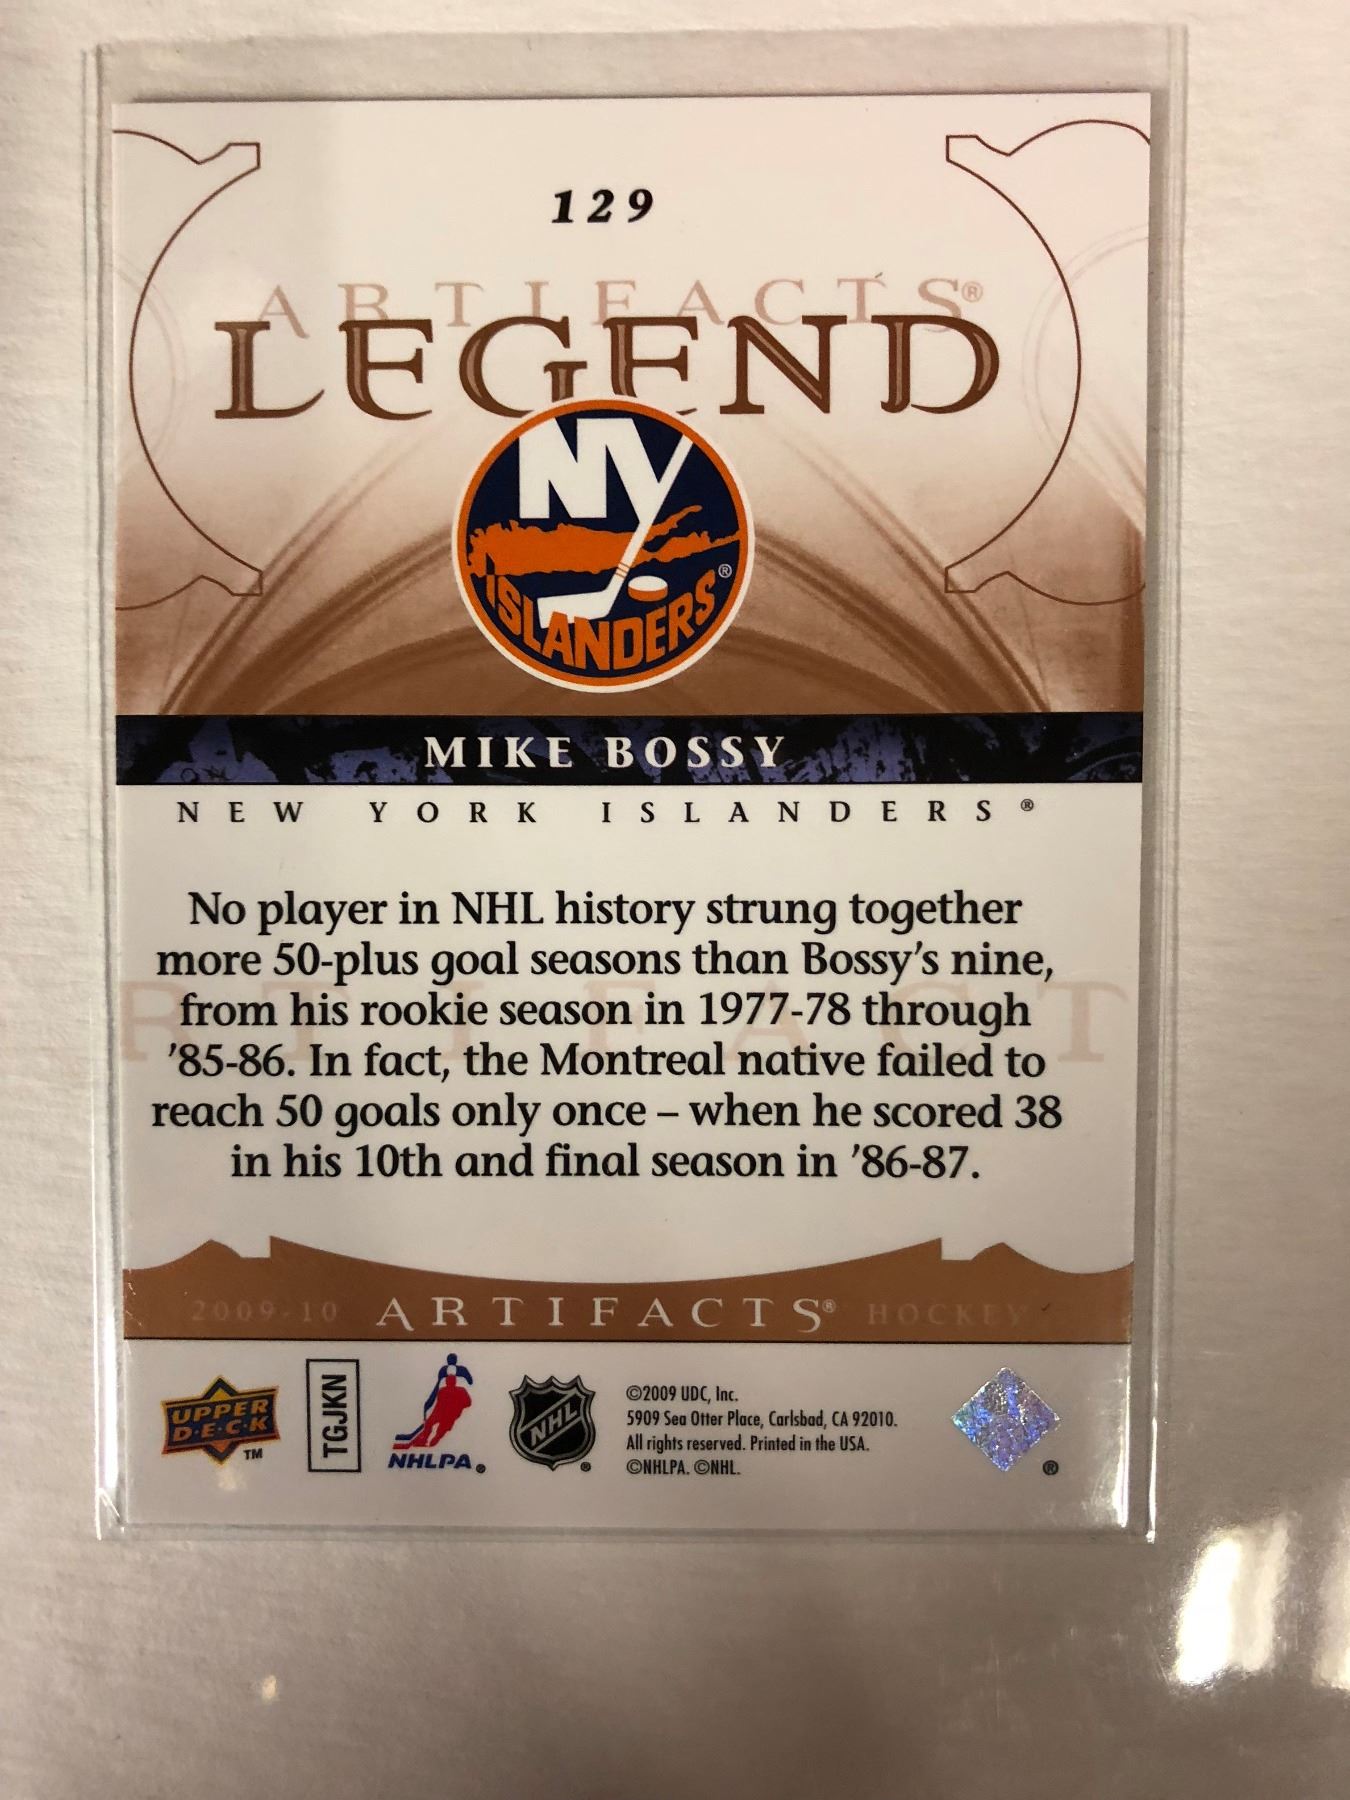 129
ARTIFACTS®
LEGEND
NY
ISLANDERS®
MIKE BOSSY
NEW YORK ISLANDERS®
No player in NHL history strung together
more 50-plus goal seasons than Bossy's nine,
from his rookie season in 1977-78 through
'85-86. In fact, the Montreal native failed to
reach 50 goals only once – when he scored 38
in his 10th and final season in '86-87.
2009-10 ARTIFACTS® HOCKEY
UPPER
D·E·C·K
TM
TGJKN
NHLPA®
NHL®
©2009 UDC, Inc.
5909 Sea Otter Place, Carlsbad, CA 92010.
All rights reserved. Printed in the USA.
©NHLPA. ©NHL.
®